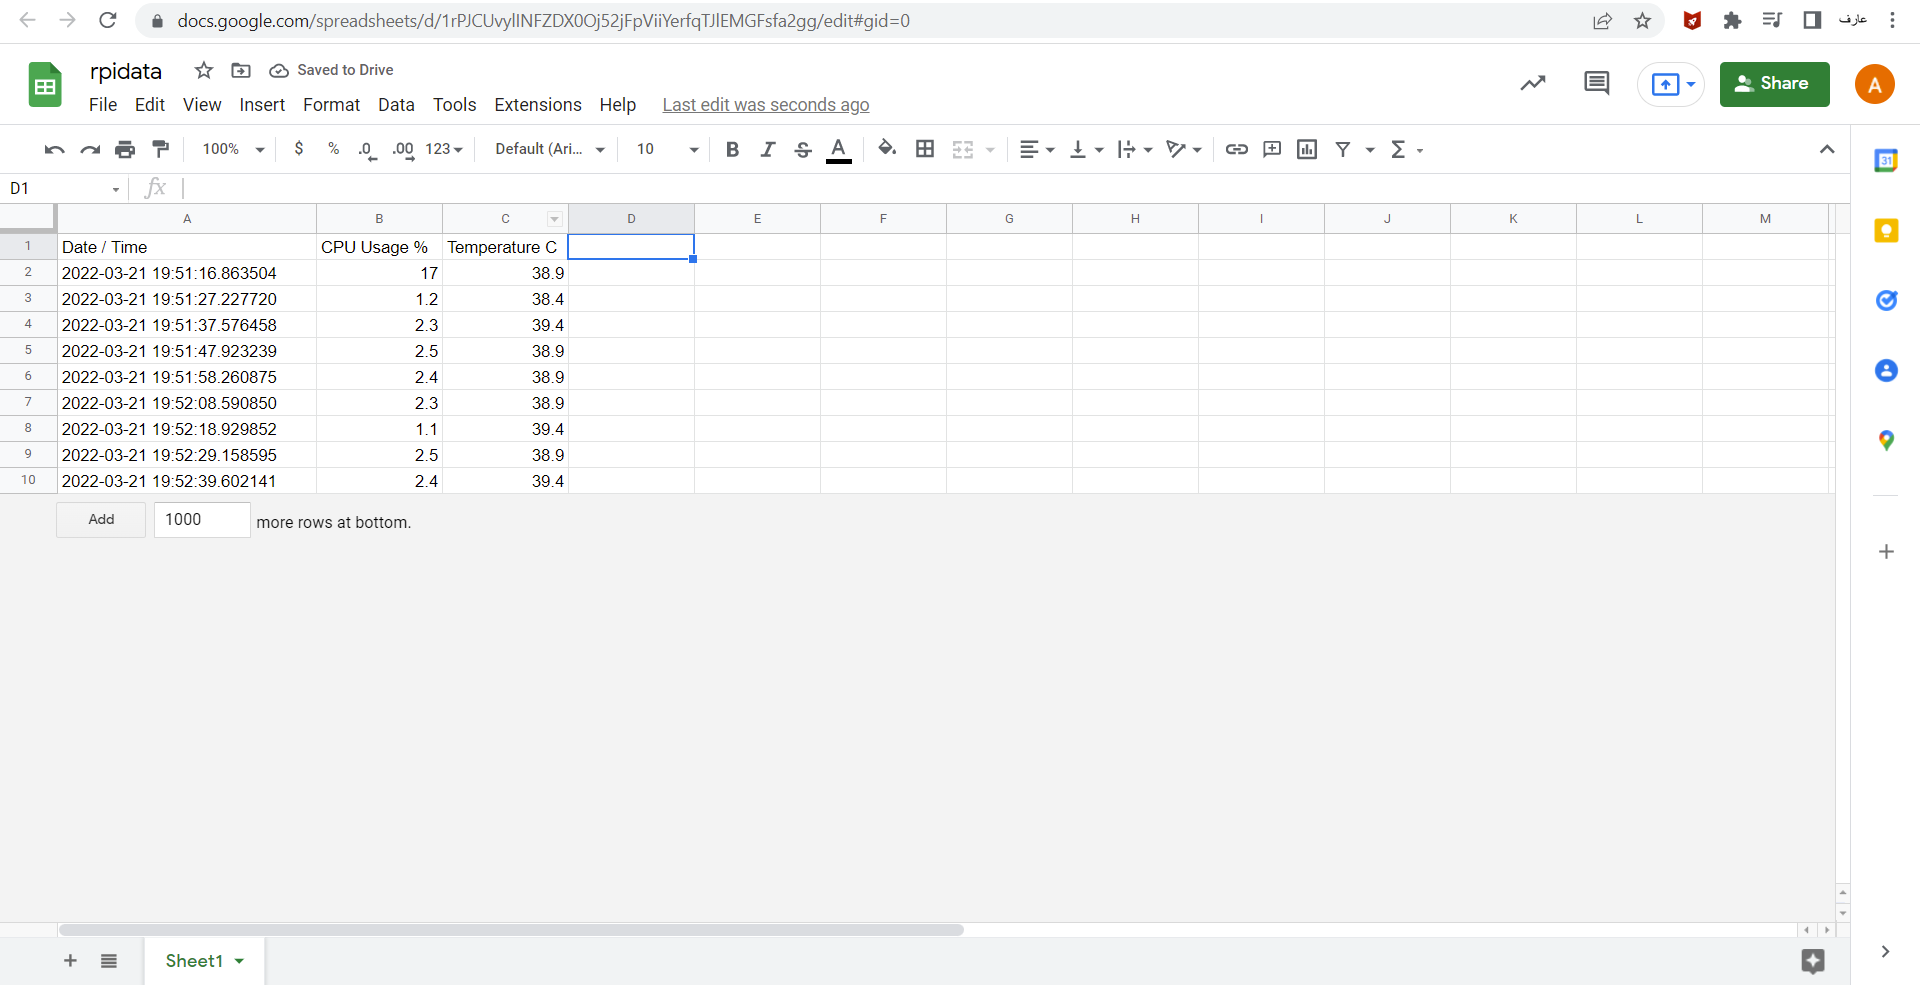 docs.google.com/spreadsheets/d/1rPJCUvylINFZDX0Oj52jFpViiYerfqTJlEMGFsfa2gg/edit#gid=0
عارف
rpidata
Saved to Drive
File Edit View Insert Format Data Tools Extensions Help Last edit was seconds ago
Share
A
100% $ % .0 .00 123 Default (Ari... 10 B I S A Σ
31
D1 fx
A B C D E F G H I J K L M
1 Date / Time CPU Usage % Temperature C
2 2022-03-21 19:51:16.863504 17 38.9
3 2022-03-21 19:51:27.227720 1.2 38.4
4 2022-03-21 19:51:37.576458 2.3 39.4
5 2022-03-21 19:51:47.923239 2.5 38.9
6 2022-03-21 19:51:58.260875 2.4 38.9
7 2022-03-21 19:52:08.590850 2.3 38.9
8 2022-03-21 19:52:18.929852 1.1 39.4
9 2022-03-21 19:52:29.158595 2.5 38.9
10 2022-03-21 19:52:39.602141 2.4 39.4
Add 1000 more rows at bottom.
Sheet1